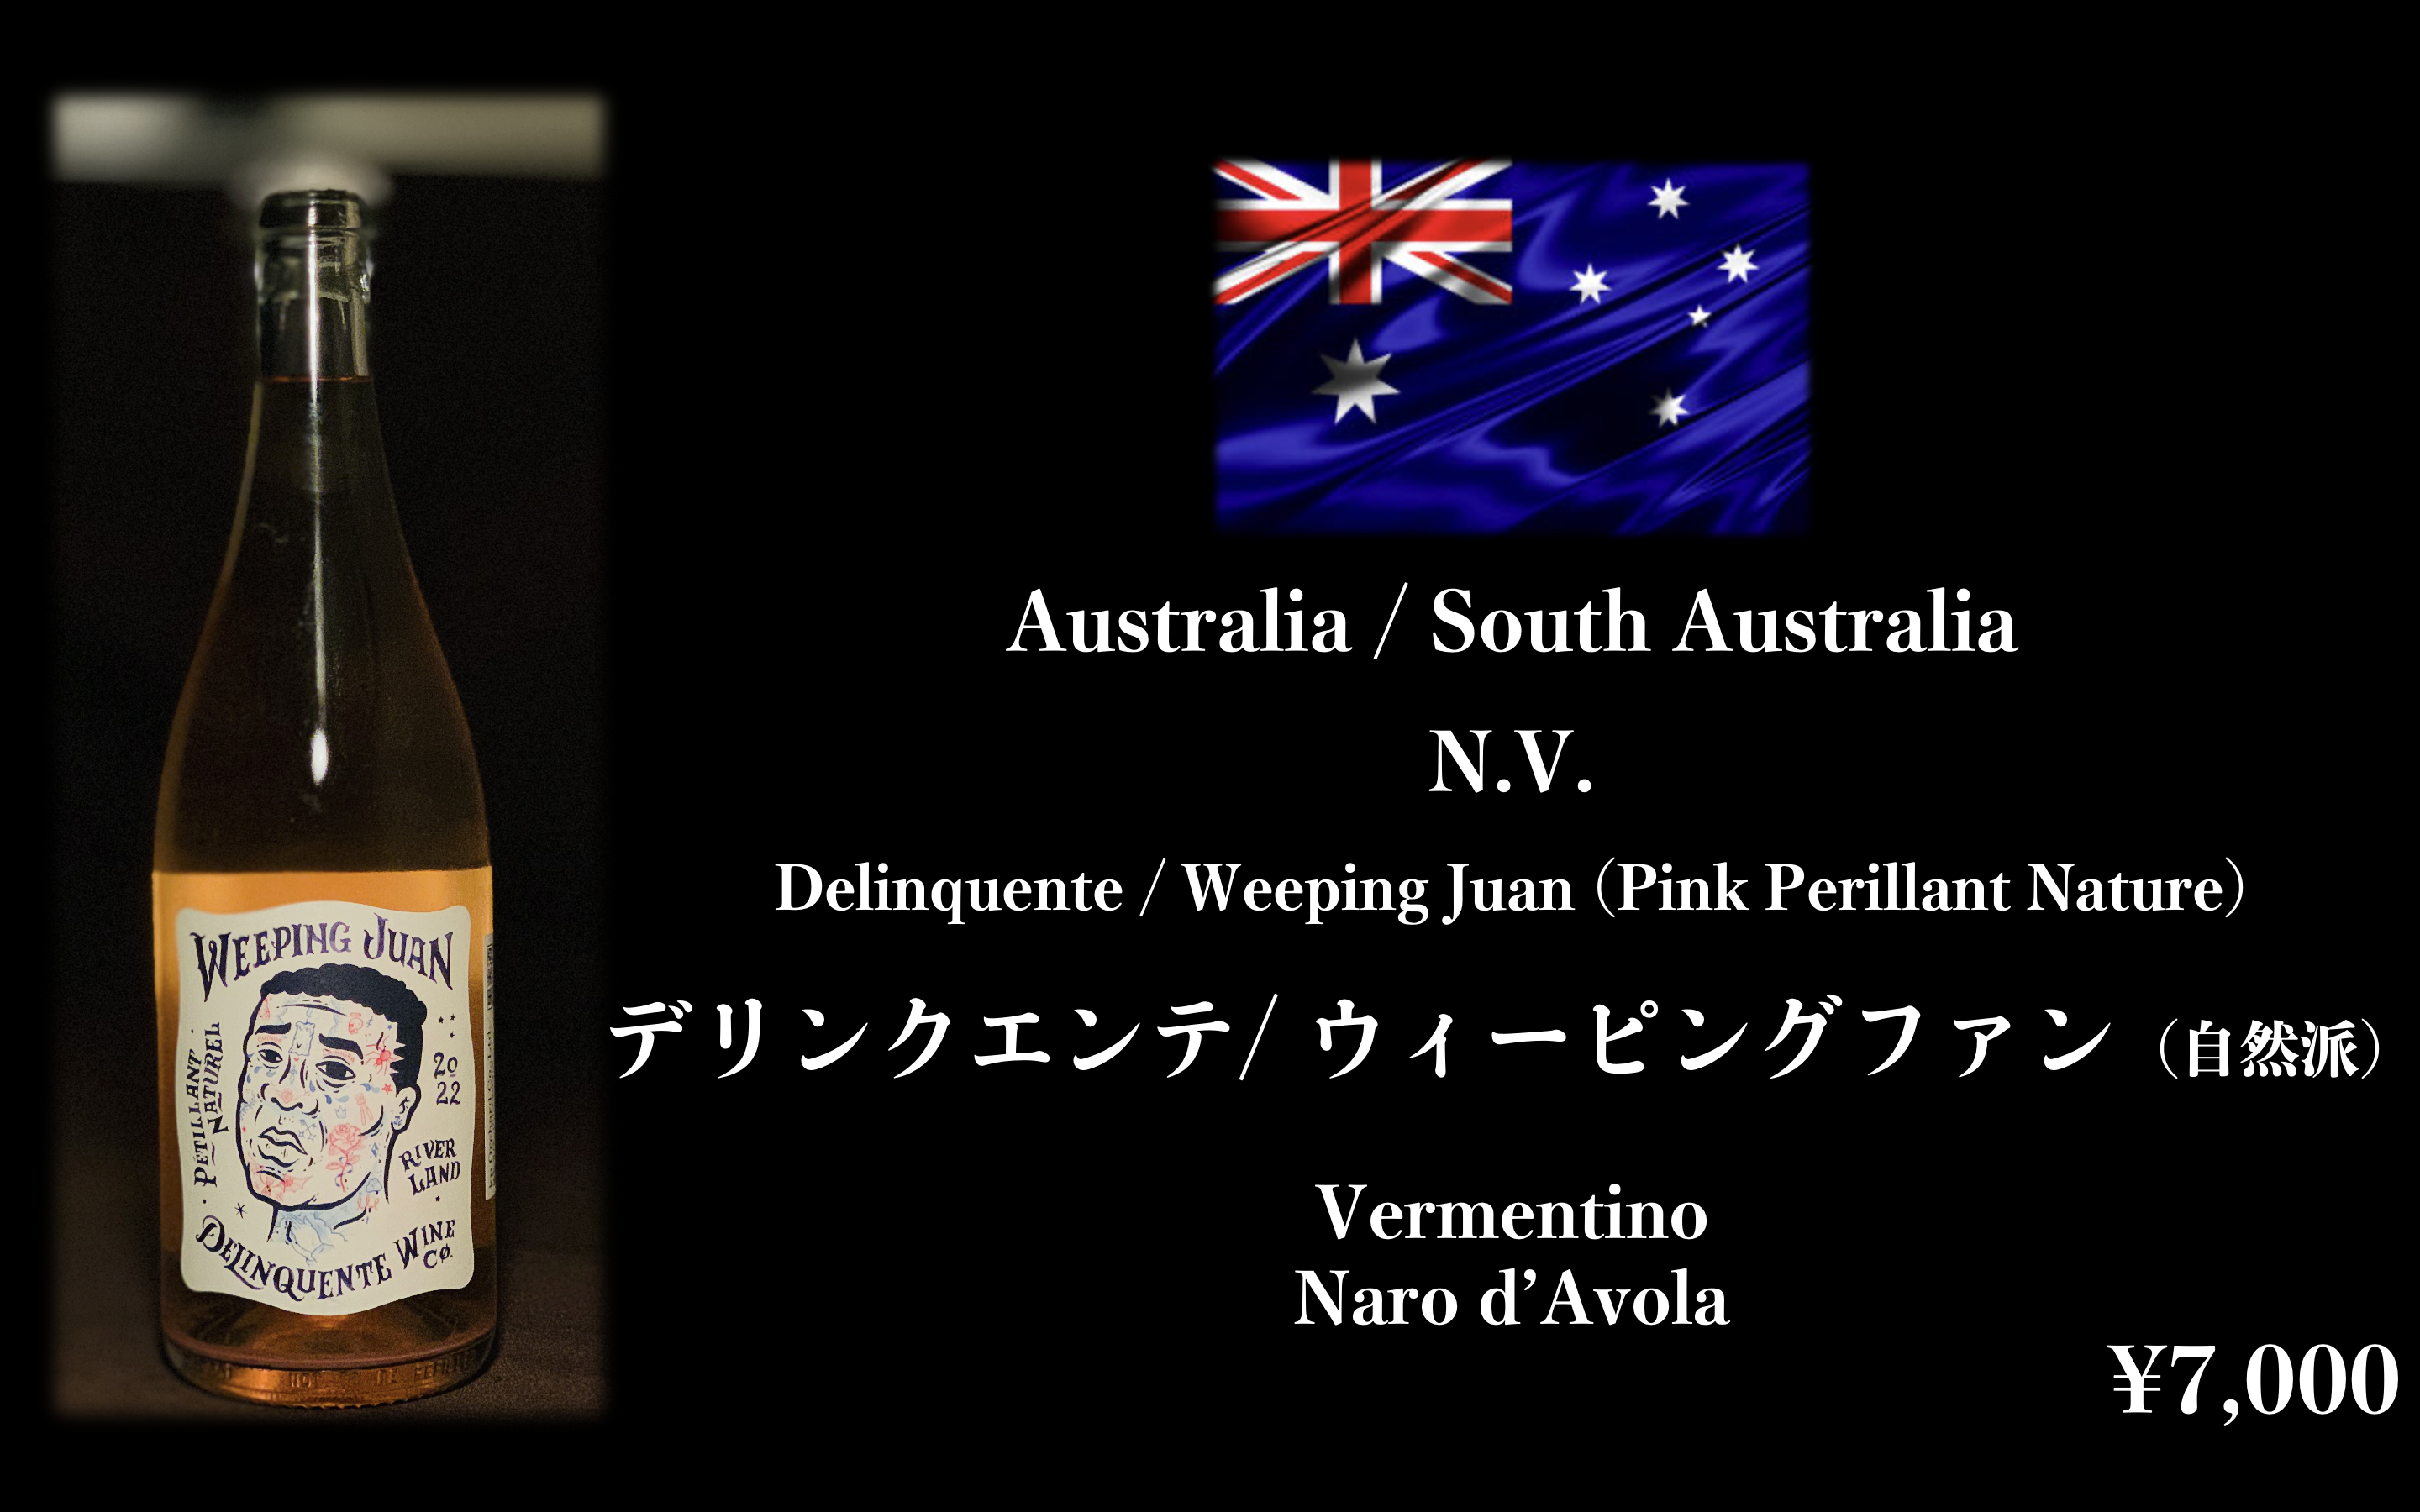 Australia / South Australia
N.V.
Delinquente / Weeping Juan (Pink Perillant Nature)
デリンクエンテ/ ウィーピングファン （自然派）
Vermentino
Naro d’Avola
¥7,000
WEEPING JUAN
· PÉTILLANT ·
NATUREL
20
22
RIVER
LAND
DELINQUENTE WINE
CO.